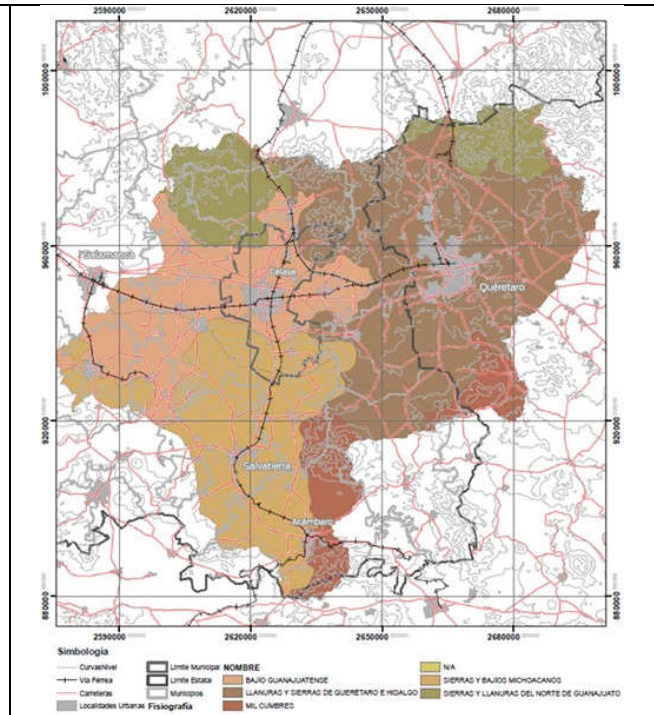 2590000 2620000 2650000 2680000
1000000 1000000
Salamanca
960000 960000
Celaya
Querétaro
920000 920000
Salvatierra
Acámbaro
880000 880000
2590000 2620000 2650000 2680000
Simbología
CurvasNivel Límite Municipal NOMBRE N/A
Vía Férrea Límite Estatal BAJÍO GUANAJUATENSE SIERRAS Y BAJÍOS MICHOACANOS
Carreteras Municipios LLANURAS Y SIERRAS DE QUERÉTARO E HIDALGO SIERRAS Y LLANURAS DEL NORTE DE GUANAJUATO
Localidades Urbanas Fisiografía MIL CUMBRES